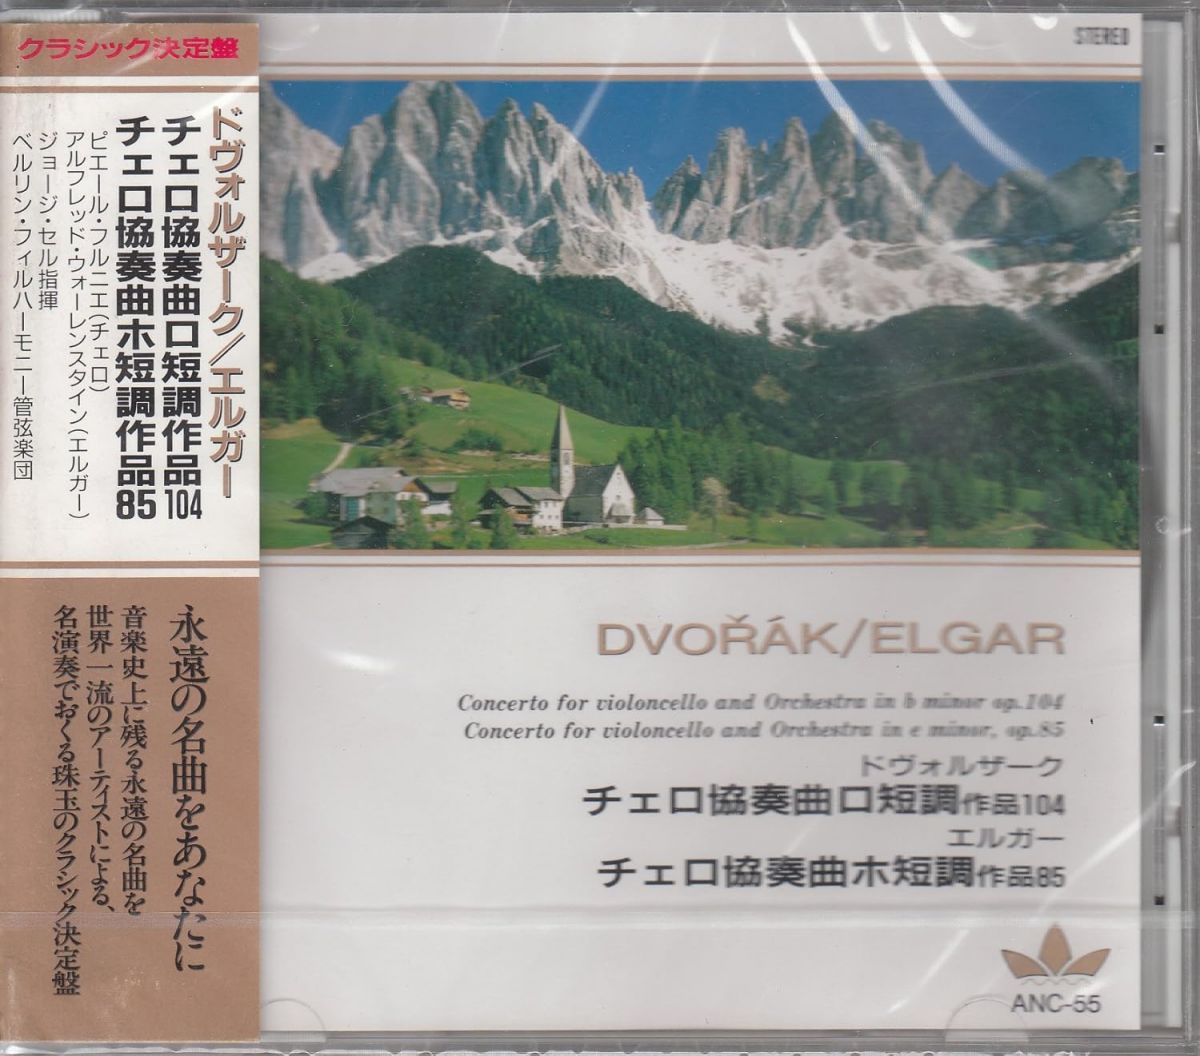 クラシック決定盤
ドヴォルザーク/エルガー
チェロ協奏曲ロ短調作品104
チェロ協奏曲ホ短調作品85
ピエール・フルニエ(チェロ)
アルフレッド・ウォーレンスタイン(エルガー)
ジョージ・セル指揮
ベルリン・フィルハーモニー管弦楽団
永遠の名曲をあなたに
音楽史上に残る永遠の名曲を
世界一流のアーティストによる、
名演奏でおくる珠玉のクラシック決定盤
STEREO
DVOŘÁK/ELGAR
Concerto for violoncello and Orchestra in b minor op.104
Concerto for violoncello and Orchestra in e minor, op.85
ドヴォルザーク
チェロ協奏曲ロ短調作品104
エルガー
チェロ協奏曲ホ短調作品85
ANC-55